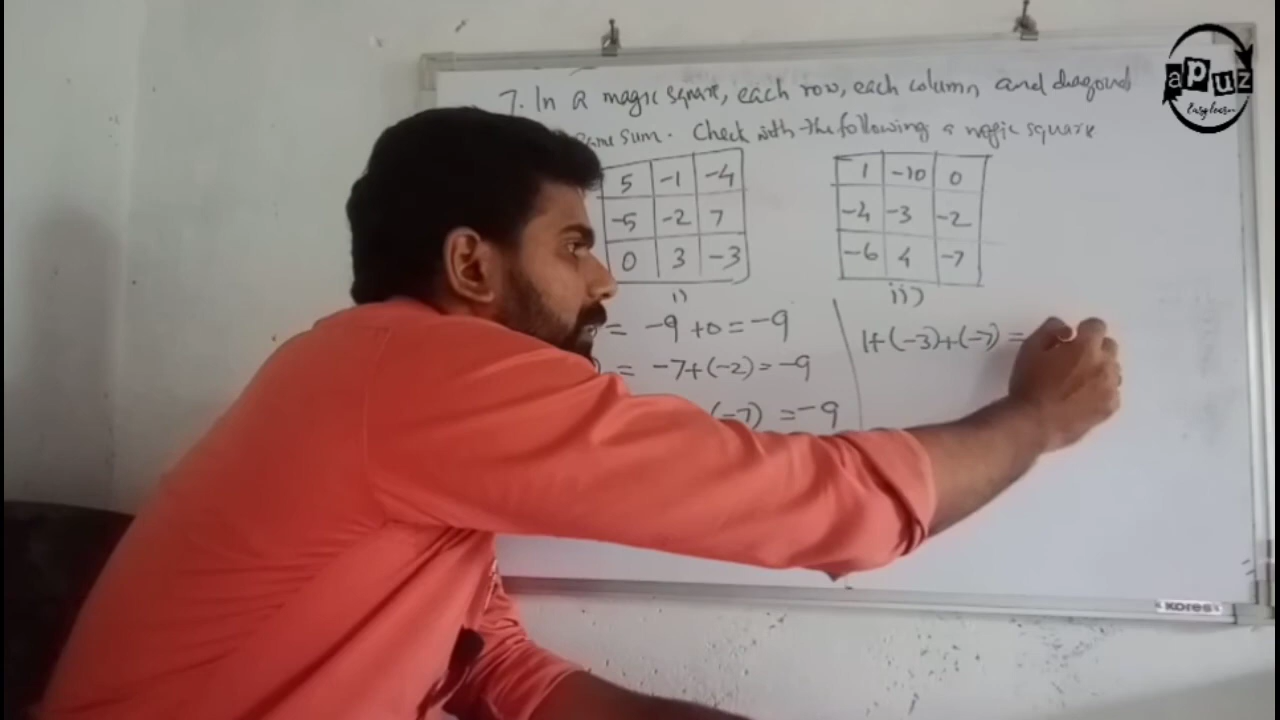 7. In a magic square, each row, each column and diagonal
same sum. Check with the following a magic square
5 -1 -4
-5 -2 7
0 3 -3
i)
1 -10 0
-4 -3 -2
-6 4 -7
ii)
= -9 + 0 = -9
) = -7+(-2) = -9
(-7) = -9
1+(-3)+(-7) =
apuz
Easy learn
KORES